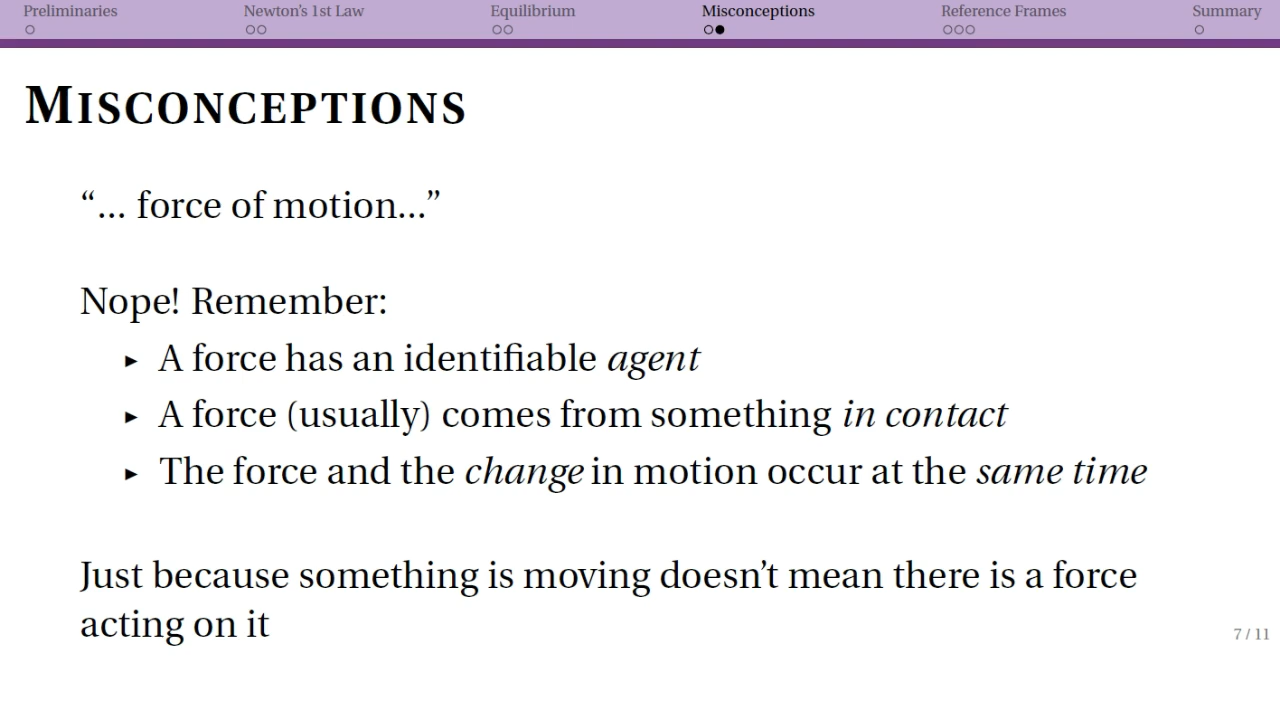 Preliminaries Newton's 1st Law Equilibrium Misconceptions Reference Frames Summary
MISCONCEPTIONS
“... force of motion...”
Nope! Remember:
▸ A force has an identifiable agent
▸ A force (usually) comes from something in contact
▸ The force and the change in motion occur at the same time
Just because something is moving doesn’t mean there is a force
acting on it
7 / 11